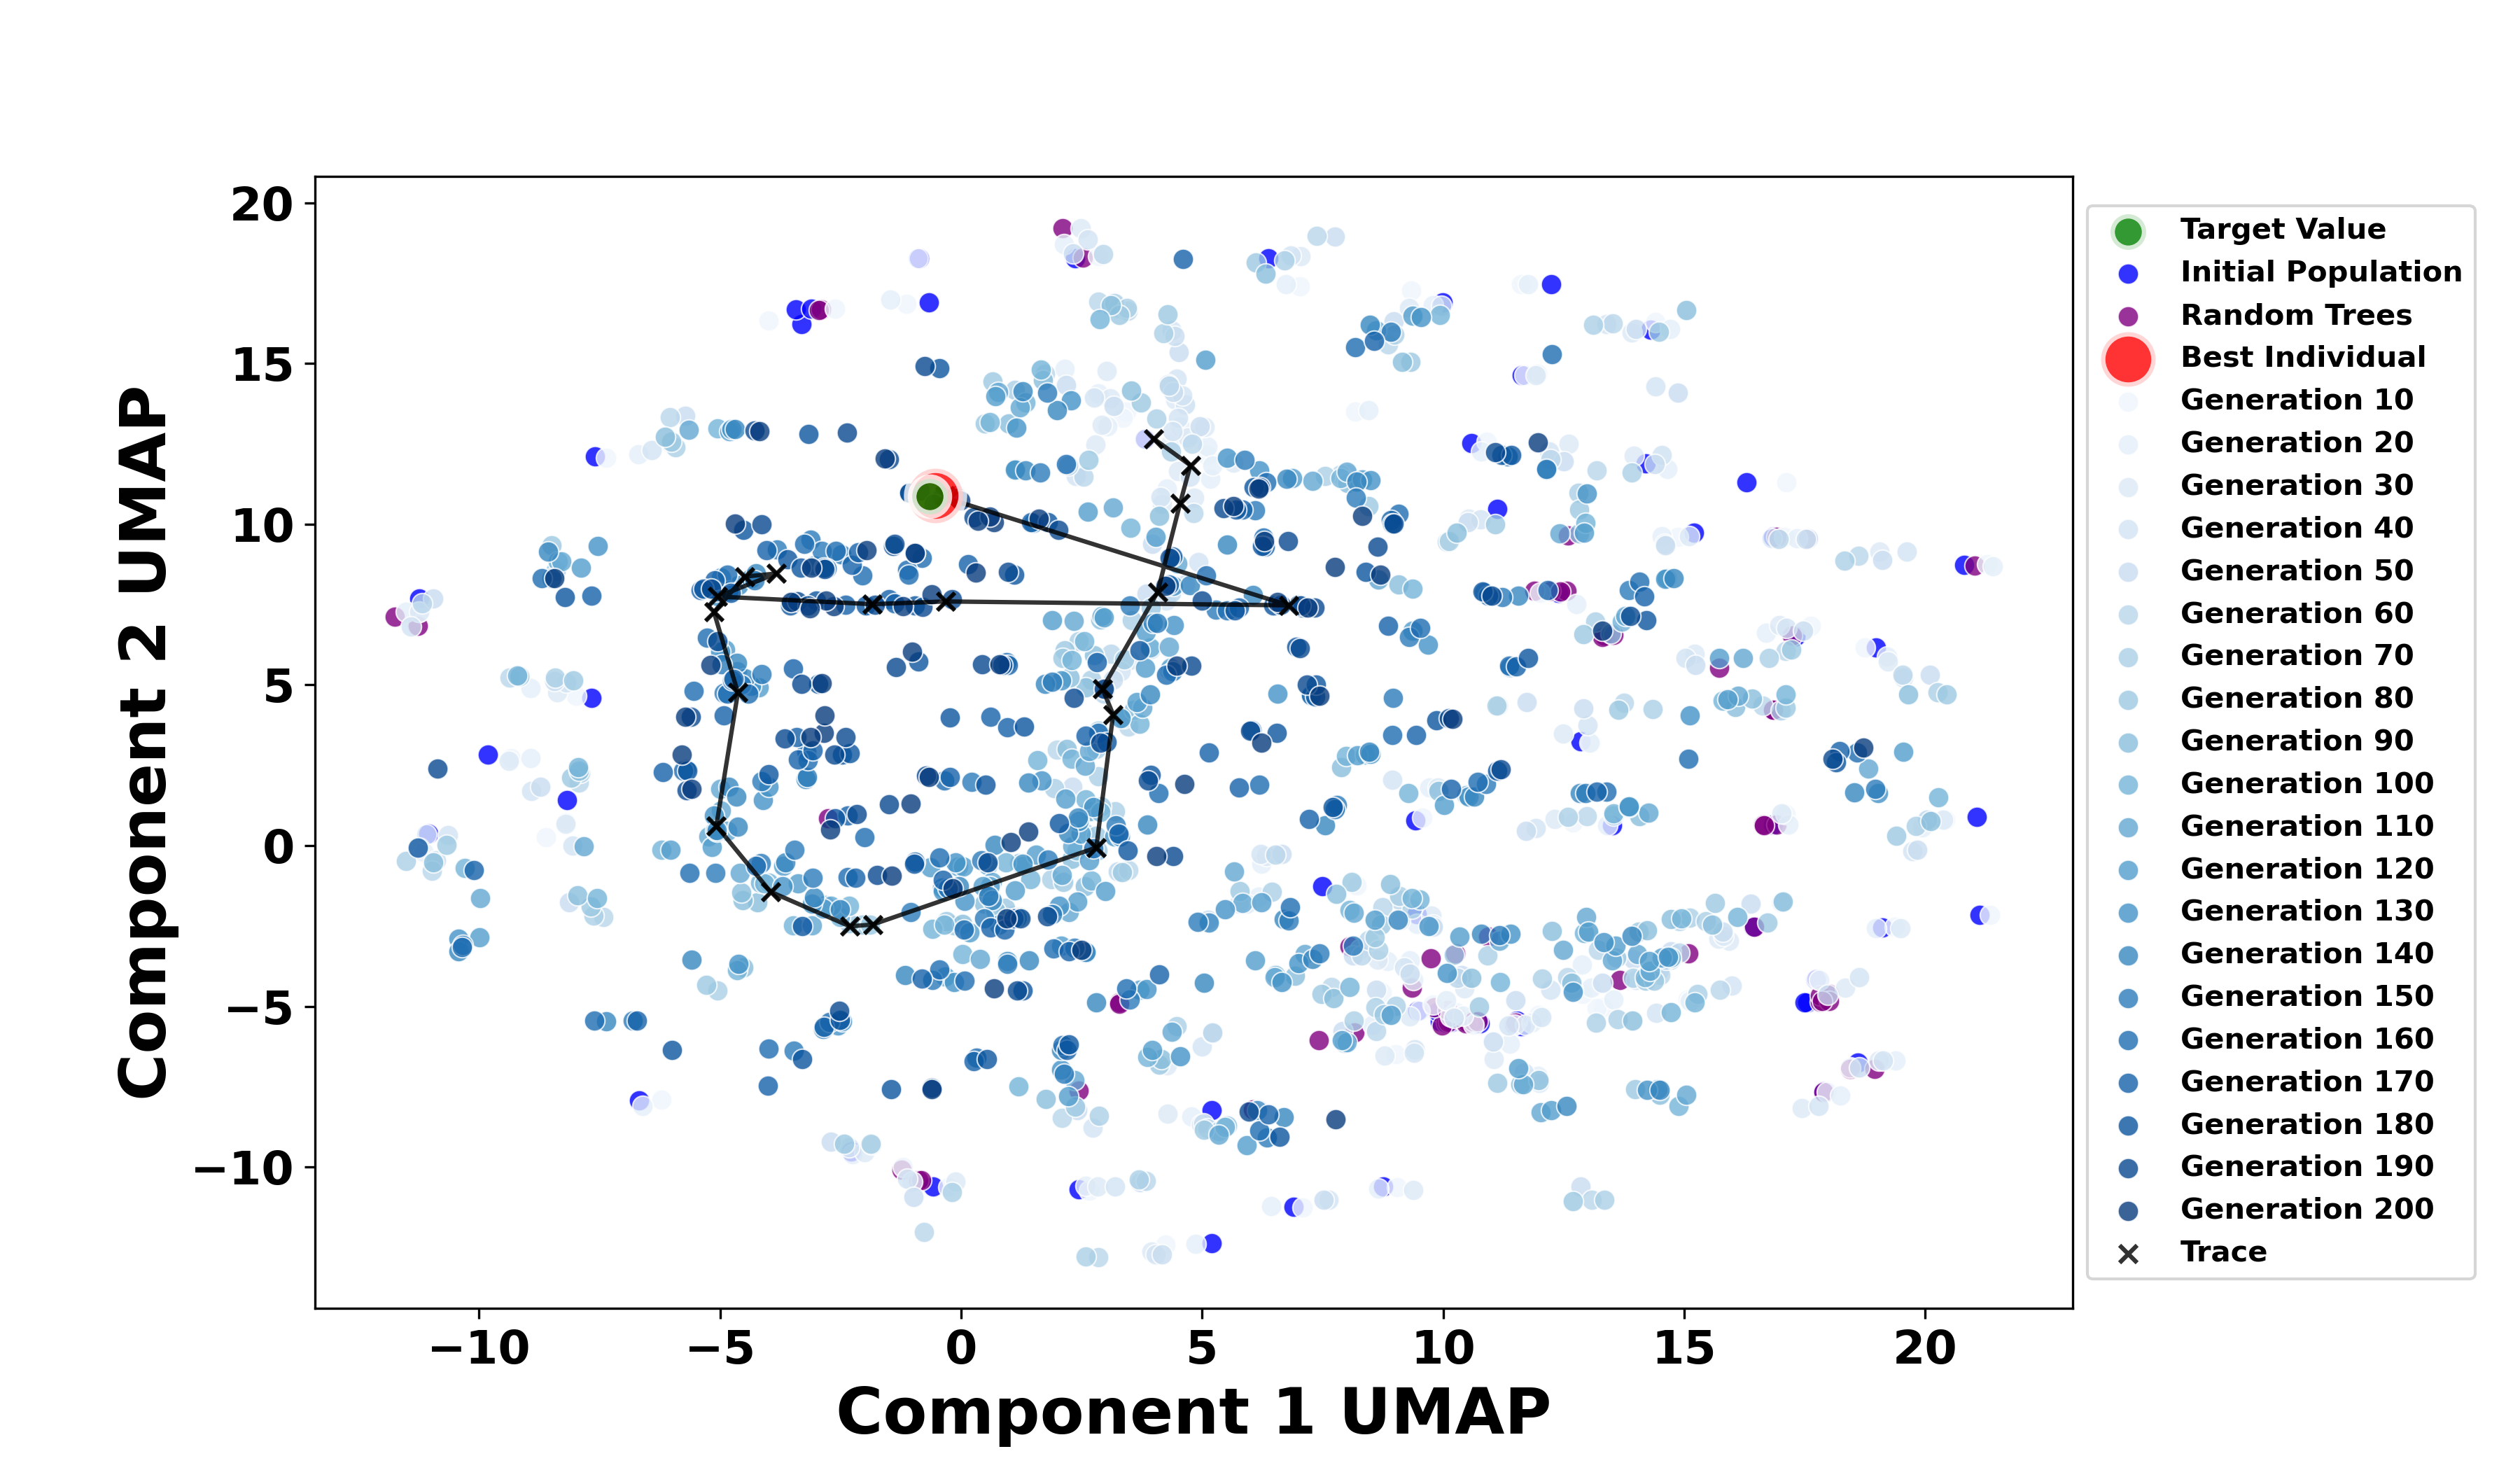 20
15
10
5
0
−5
−10
Component 2 UMAP
−10
−5
0
5
10
15
20
Component 1 UMAP
Target Value
Initial Population
Random Trees
Best Individual
Generation 10
Generation 20
Generation 30
Generation 40
Generation 50
Generation 60
Generation 70
Generation 80
Generation 90
Generation 100
Generation 110
Generation 120
Generation 130
Generation 140
Generation 150
Generation 160
Generation 170
Generation 180
Generation 190
Generation 200
Trace